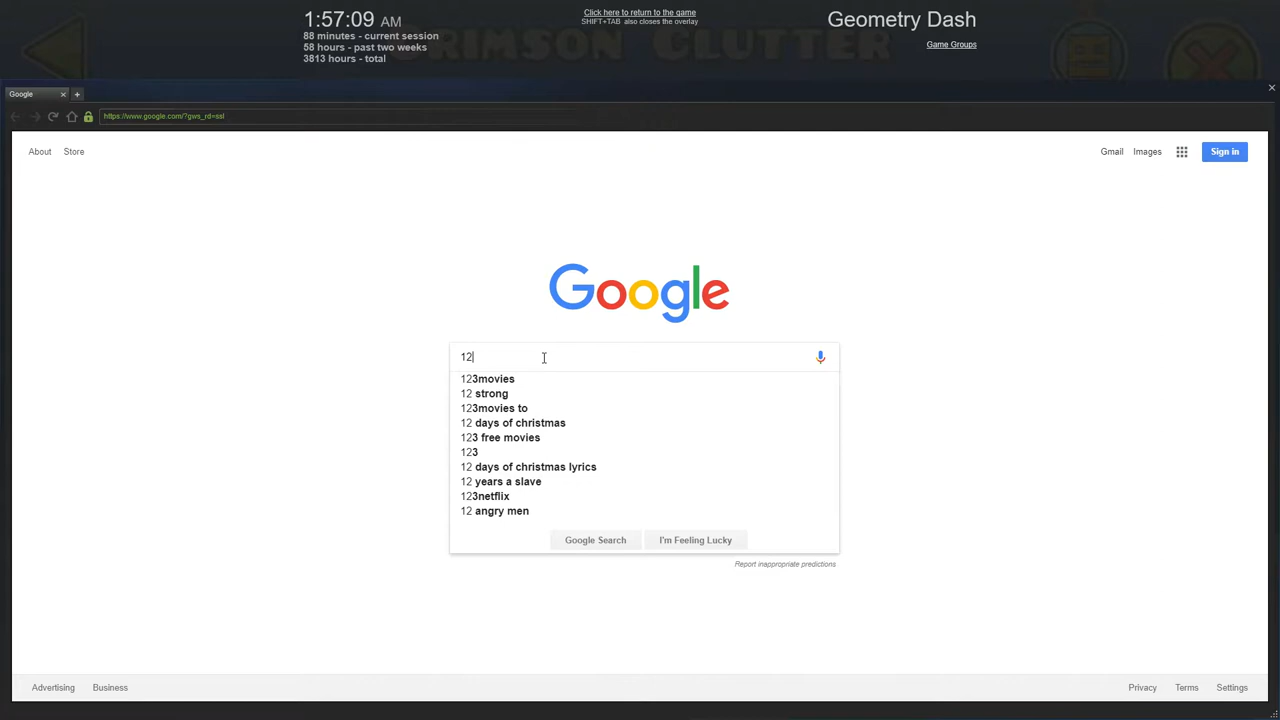 1:57:09 AM
88 minutes - current session
58 hours - past two weeks
3813 hours - total
Click here to return to the game
SHIFT+TAB also closes the overlay
Geometry Dash
Game Groups
CRIMSON CLUTTER
Google
https://www.google.com/?gws_rd=ssl
About Store
Gmail Images Sign in
Google
12
123movies
12 strong
123movies to
12 days of christmas
123 free movies
123
12 days of christmas lyrics
12 years a slave
123netflix
12 angry men
Google Search I'm Feeling Lucky
Report inappropriate predictions
Advertising Business
Privacy Terms Settings